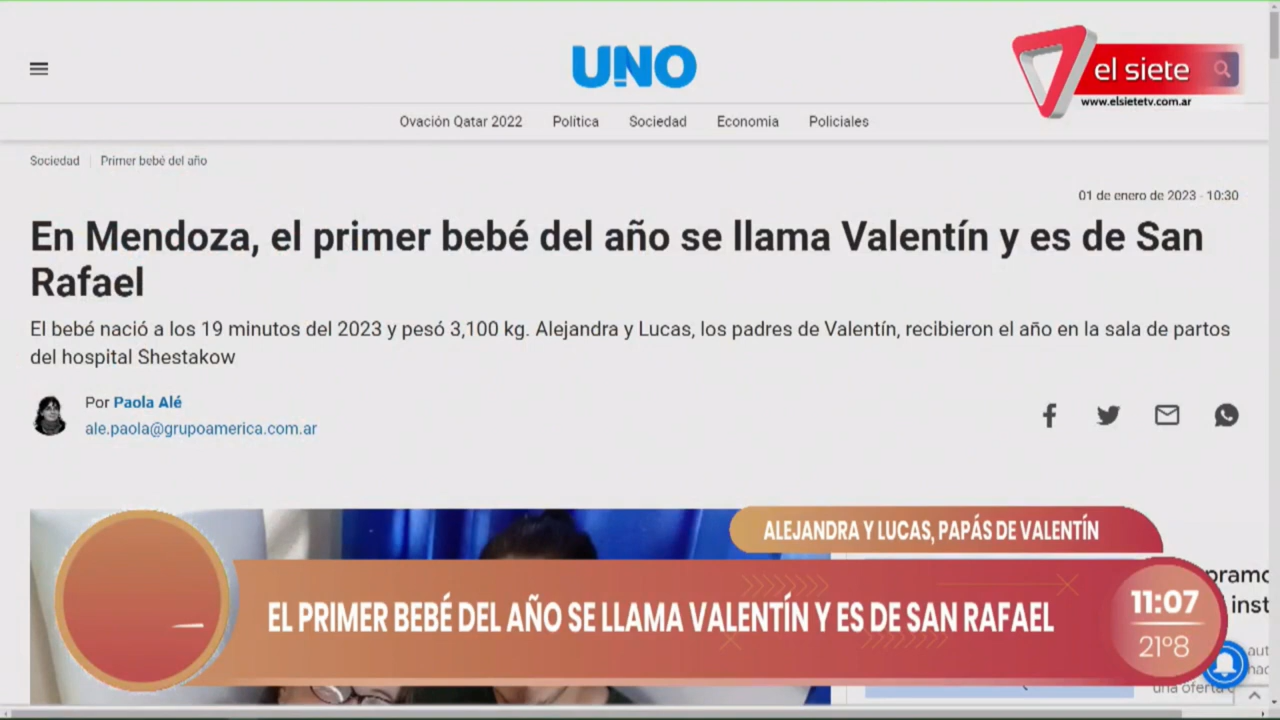 UNO
el siete
www.elsietetv.com.ar
Ovación Qatar 2022 Política Sociedad Economia Policiales
Sociedad Primer bebé del año
01 de enero de 2023 - 10:30
En Mendoza, el primer bebé del año se llama Valentín y es de San
Rafael
El bebé nació a los 19 minutos del 2023 y pesó 3,100 kg. Alejandra y Lucas, los padres de Valentín, recibieron el año en la sala de partos
del hospital Shestakow
Por Paola Alé
ale.paola@grupoamerica.com.ar
ALEJANDRA Y LUCAS, PAPÁS DE VALENTÍN
EL PRIMER BEBÉ DEL AÑO SE LLAMA VALENTÍN Y ES DE SAN RAFAEL
11:07
21º8